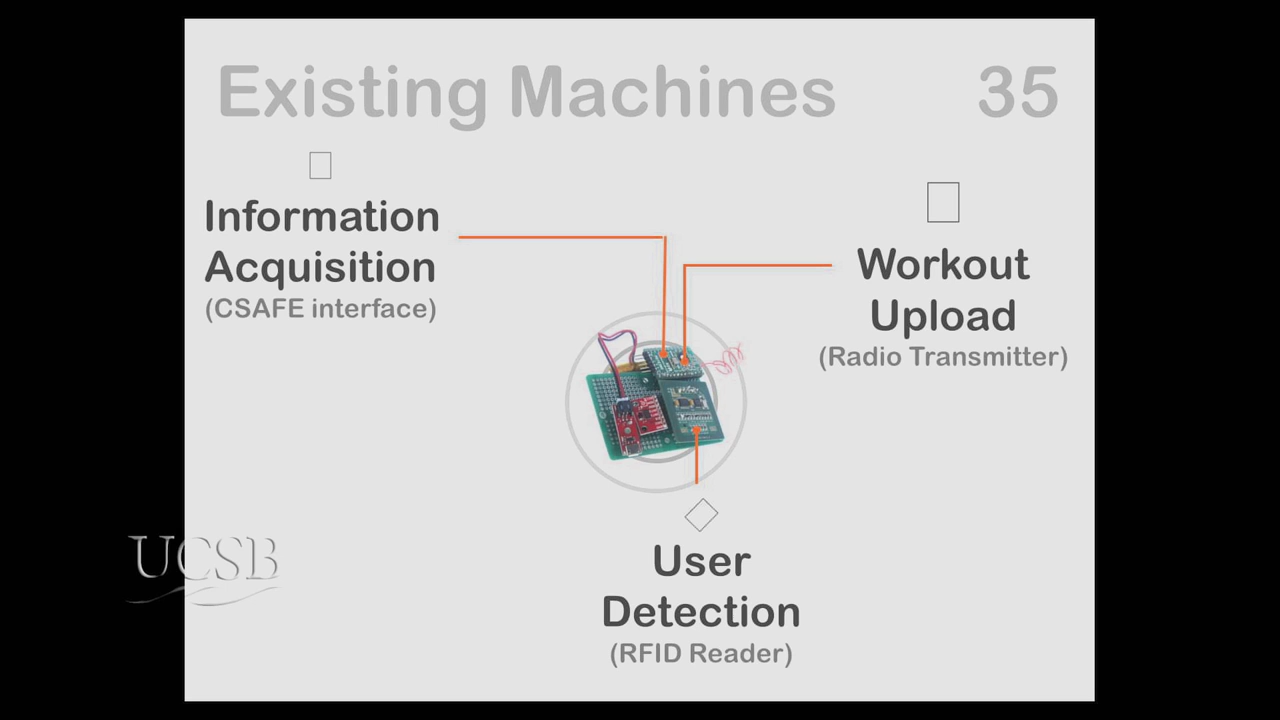 Existing Machines 35
Information
Acquisition
(CSAFE interface)
Workout
Upload
(Radio Transmitter)
User
Detection
(RFID Reader)
UCSB